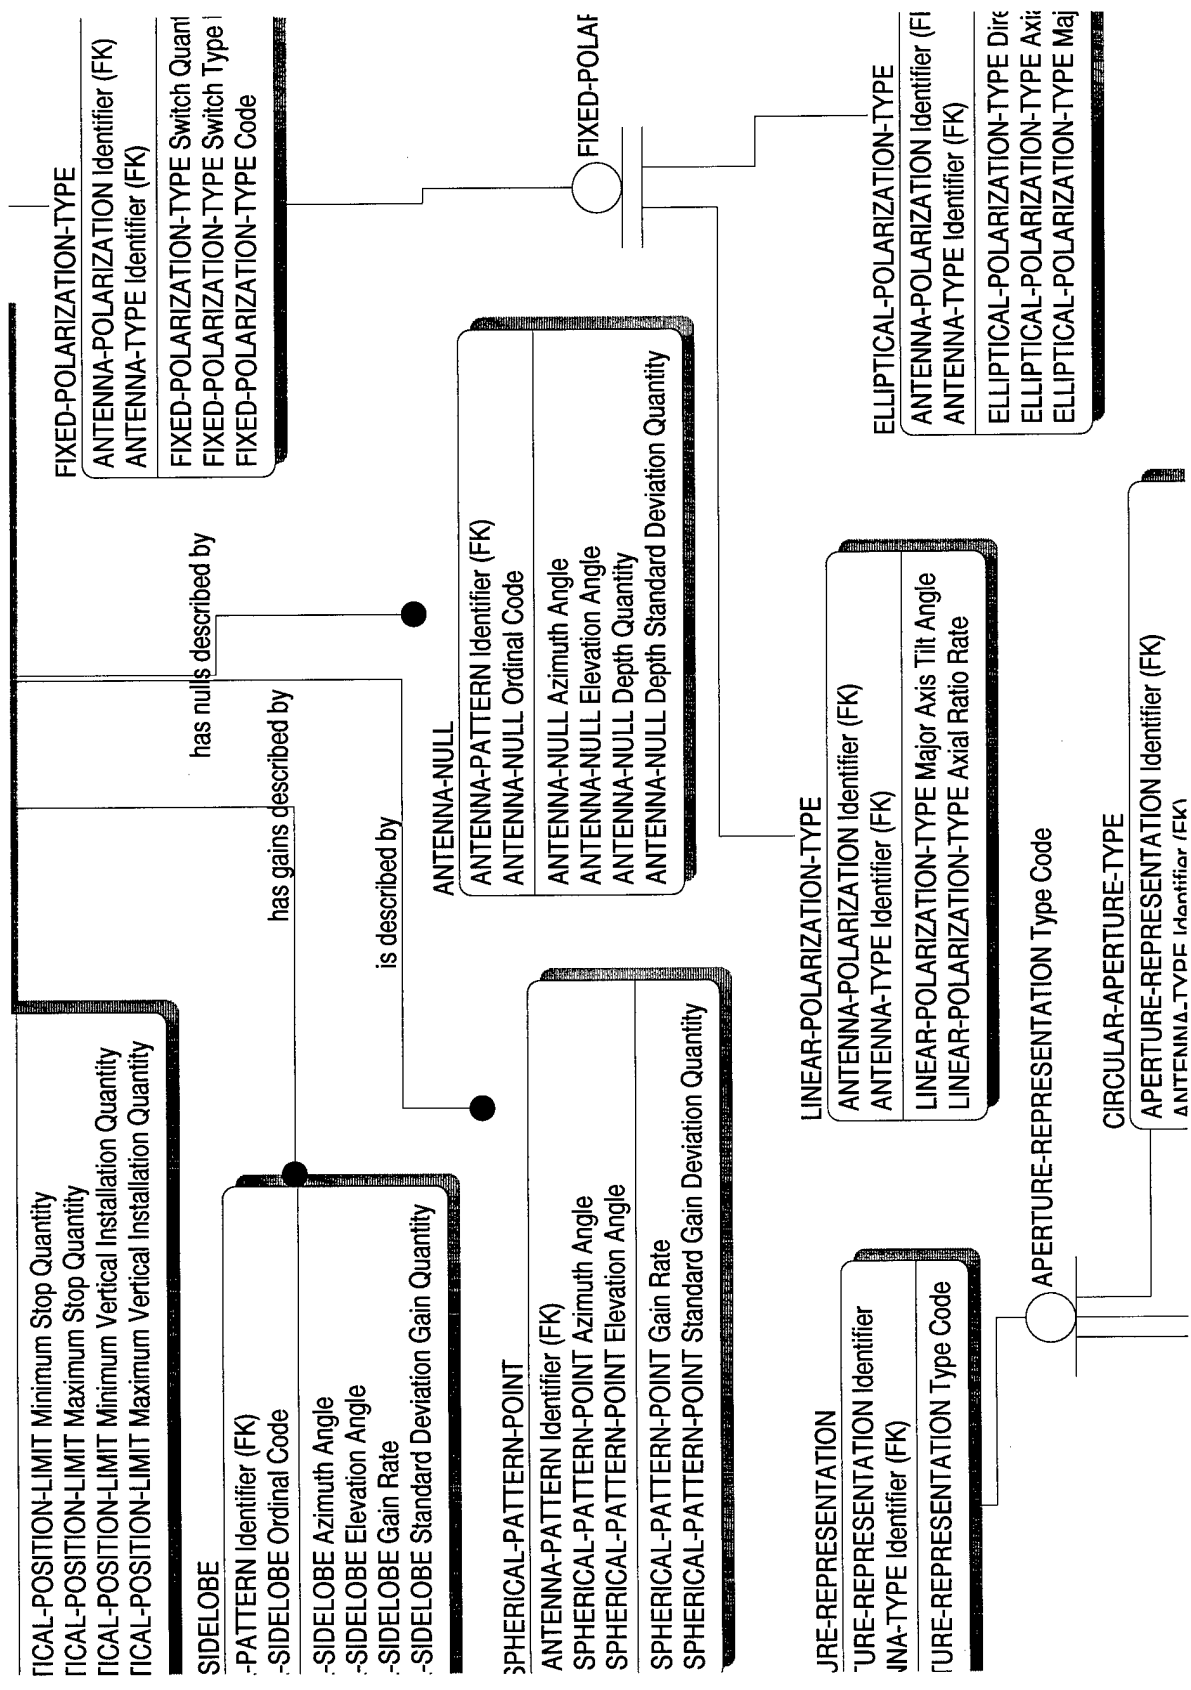 TICAL-POSITION-LIMIT Minimum Stop Quantity
TICAL-POSITION-LIMIT Maximum Stop Quantity
TICAL-POSITION-LIMIT Minimum Vertical Installation Quantity
TICAL-POSITION-LIMIT Maximum Vertical Installation Quantity
FIXED-POLARIZATION-TYPE
ANTENNA-POLARIZATION Identifier (FK)
ANTENNA-TYPE Identifier (FK)
FIXED-POLARIZATION-TYPE Switch Quant
FIXED-POLARIZATION-TYPE Switch Type
FIXED-POLARIZATION-TYPE Code
has nulls described by
has gains described by
is described by
SIDELOBE
-PATTERN Identifier (FK)
-SIDELOBE Ordinal Code
-SIDELOBE Azimuth Angle
-SIDELOBE Elevation Angle
-SIDELOBE Gain Rate
-SIDELOBE Standard Deviation Gain Quantity
ANTENNA-NULL
ANTENNA-PATTERN Identifier (FK)
ANTENNA-NULL Ordinal Code
ANTENNA-NULL Azimuth Angle
ANTENNA-NULL Elevation Angle
ANTENNA-NULL Depth Quantity
ANTENNA-NULL Depth Standard Deviation Quantity
FIXED-POLAR
SPHERICAL-PATTERN-POINT
ANTENNA-PATTERN Identifier (FK)
SPHERICAL-PATTERN-POINT Azimuth Angle
SPHERICAL-PATTERN-POINT Elevation Angle
SPHERICAL-PATTERN-POINT Gain Rate
SPHERICAL-PATTERN-POINT Standard Gain Deviation Quantity
LINEAR-POLARIZATION-TYPE
ANTENNA-POLARIZATION Identifier (FK)
ANTENNA-TYPE Identifier (FK)
LINEAR-POLARIZATION-TYPE Major Axis Tilt Angle
LINEAR-POLARIZATION-TYPE Axial Ratio Rate
ELLIPTICAL-POLARIZATION-TYPE
ANTENNA-POLARIZATION Identifier (F
ANTENNA-TYPE Identifier (FK)
ELLIPTICAL-POLARIZATION-TYPE Dire
ELLIPTICAL-POLARIZATION-TYPE Axi
ELLIPTICAL-POLARIZATION-TYPE Maj
URE-REPRESENTATION
TURE-REPRESENTATION Identifier
NNA-TYPE Identifier (FK)
TURE-REPRESENTATION Type Code
APERTURE-REPRESENTATION Type Code
CIRCULAR-APERTURE-TYPE
APERTURE-REPRESENTATION Identifier (FK)
ANTENNA-TYPE Identifier (FK)